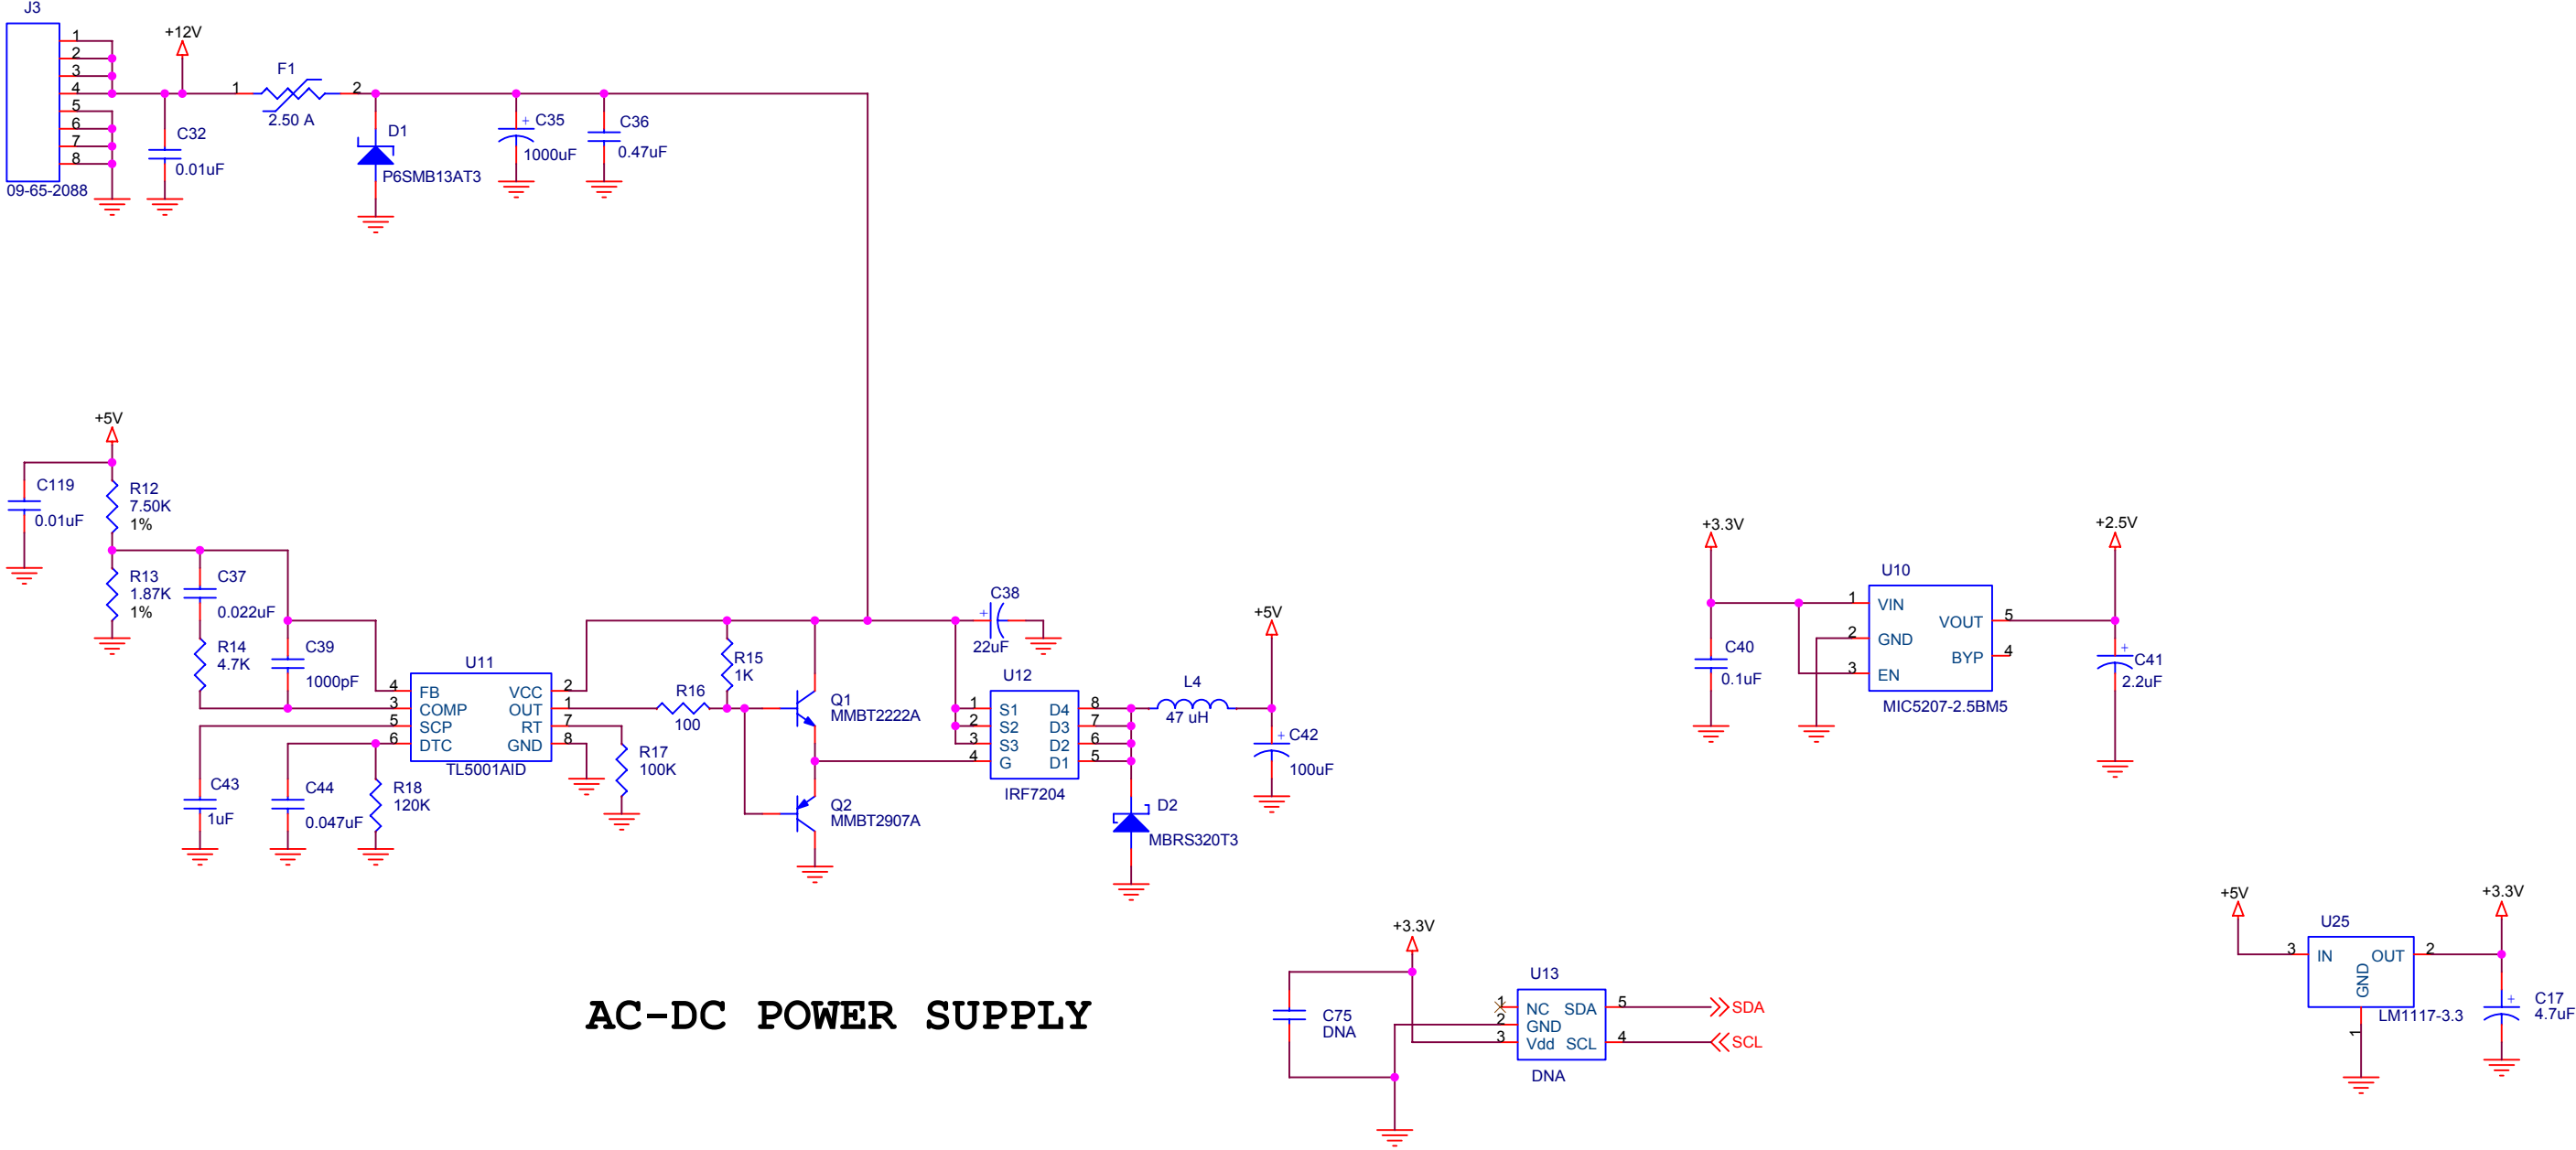 J3
1
2
3
4
5
6
7
8
09-65-2088
+12V
C32
0.01uF
1
F1
2.50 A
2
D1
P6SMB13AT3
+ C35
1000uF
C36
0.47uF
+5V
C119
0.01uF
R12
7.50K
1%
R13
1.87K
1%
C37
0.022uF
R14
4.7K
C39
1000pF
U11
4 FB VCC 2
3 COMP OUT 1
5 SCP RT 7
6 DTC GND 8
TL5001AID
C43
1uF
C44
0.047uF
R18
120K
R16
100
R15
1K
R17
100K
Q1
MMBT2222A
Q2
MMBT2907A
C38
+
22uF
U12
1 S1 D4 8
2 S2 D3 7
3 S3 D2 6
4 G D1 5
IRF7204
L4
47 uH
+5V
+ C42
100uF
D2
MBRS320T3
+3.3V
C40
0.1uF
U10
1 VIN
2 GND
3 EN
VOUT 5
BYP 4
MIC5207-2.5BM5
+2.5V
+
C41
2.2uF
+3.3V
C75
DNA
U13
1 NC SDA 5
2 GND
3 Vdd SCL 4
DNA
SDA
SCL
+5V
U25
3 IN OUT 2
GND
1
LM1117-3.3
+3.3V
+ C17
4.7uF
AC-DC POWER SUPPLY